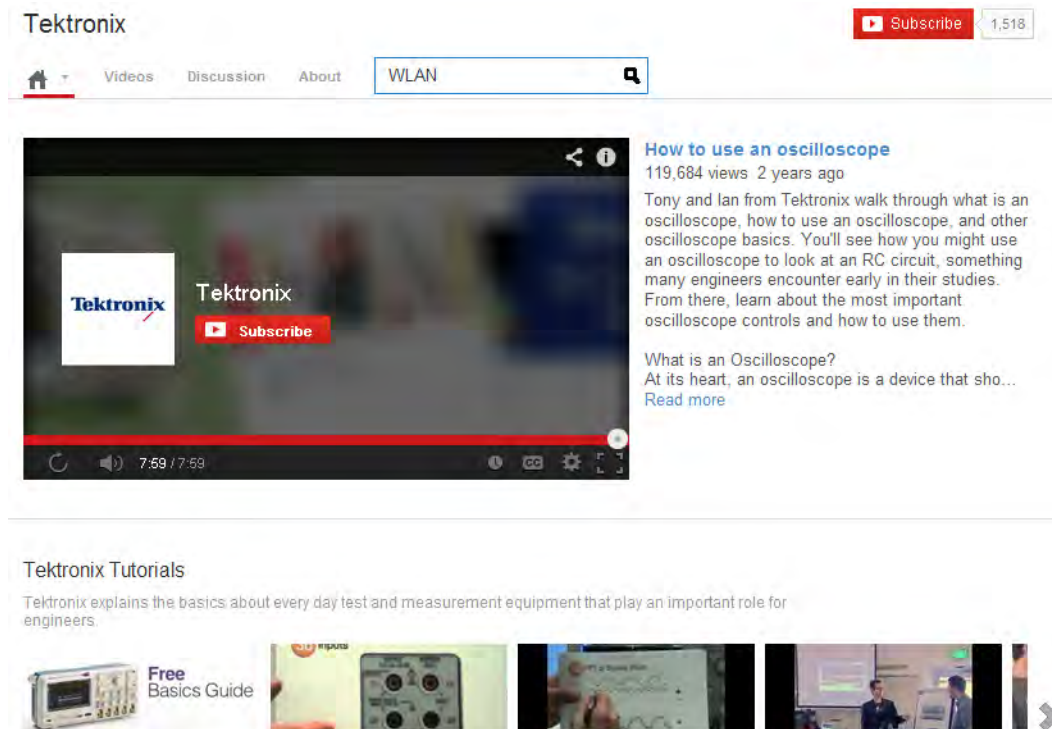 Tektronix
Subscribe 1,518
Videos Discussion About WLAN
How to use an oscilloscope
119,684 views 2 years ago
Tony and Ian from Tektronix walk through what is an
oscilloscope, how to use an oscilloscope, and other
oscilloscope basics. You'll see how you might use
an oscilloscope to look at an RC circuit, something
many engineers encounter early in their studies.
From there, learn about the most important
oscilloscope controls and how to use them.
What is an Oscilloscope?
At its heart, an oscilloscope is a device that sho...
Read more
Tektronix
Tektronix
Subscribe
7:59 / 7:59
CC
Tektronix Tutorials
Tektronix explains the basics about every day test and measurement equipment that play an important role for
engineers.
Free
Basics Guide
inputs